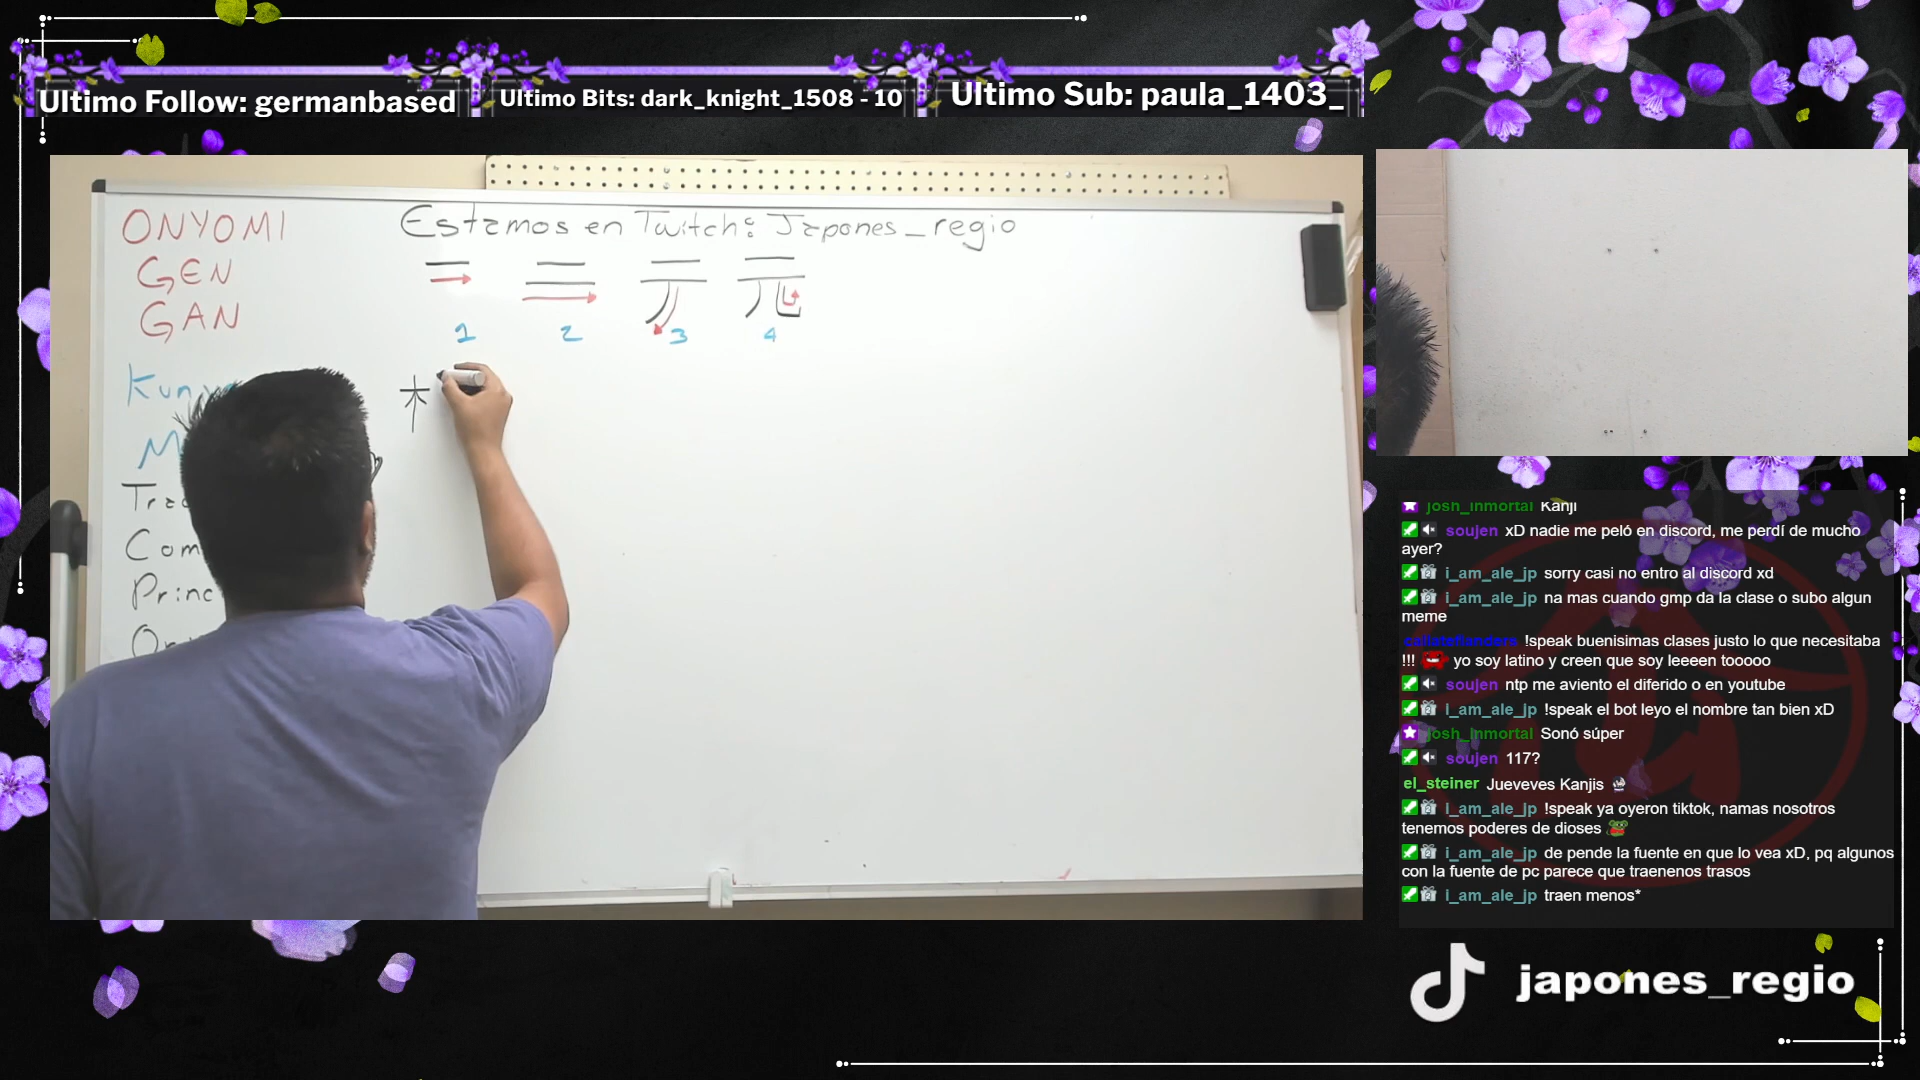 Ultimo Follow: germanbased
Ultimo Bits: dark_knight_1508 - 10
Ultimo Sub: paula_1403_
ONYOMI
GEN
GAN
Estamos en Twitch: Japones_regio
一 二 元
1 2 3 4
木
Com
Princ
josh_inmortal Kanji
soujen xD nadie me peló en discord, me perdí de mucho
ayer?
i_am_ale_jp sorry casi no entro al discord xd
i_am_ale_jp na mas cuando gmp da la clase o subo algun
meme
!speak buenisimas clases justo lo que necesitaba
!!! yo soy latino y creen que soy leeeen tooooo
soujen ntp me aviento el diferido o en youtube
i_am_ale_jp !speak el bot leyo el nombre tan bien xD
josh_inmortal Sonó súper
soujen 117?
el_steiner Jueveves Kanjis
i_am_ale_jp !speak ya oyeron tiktok, namas nosotros
tenemos poderes de dioses
i_am_ale_jp de pende la fuente en que lo vea xD, pq algunos
con la fuente de pc parece que traenenos trasos
i_am_ale_jp traen menos*
japones_regio